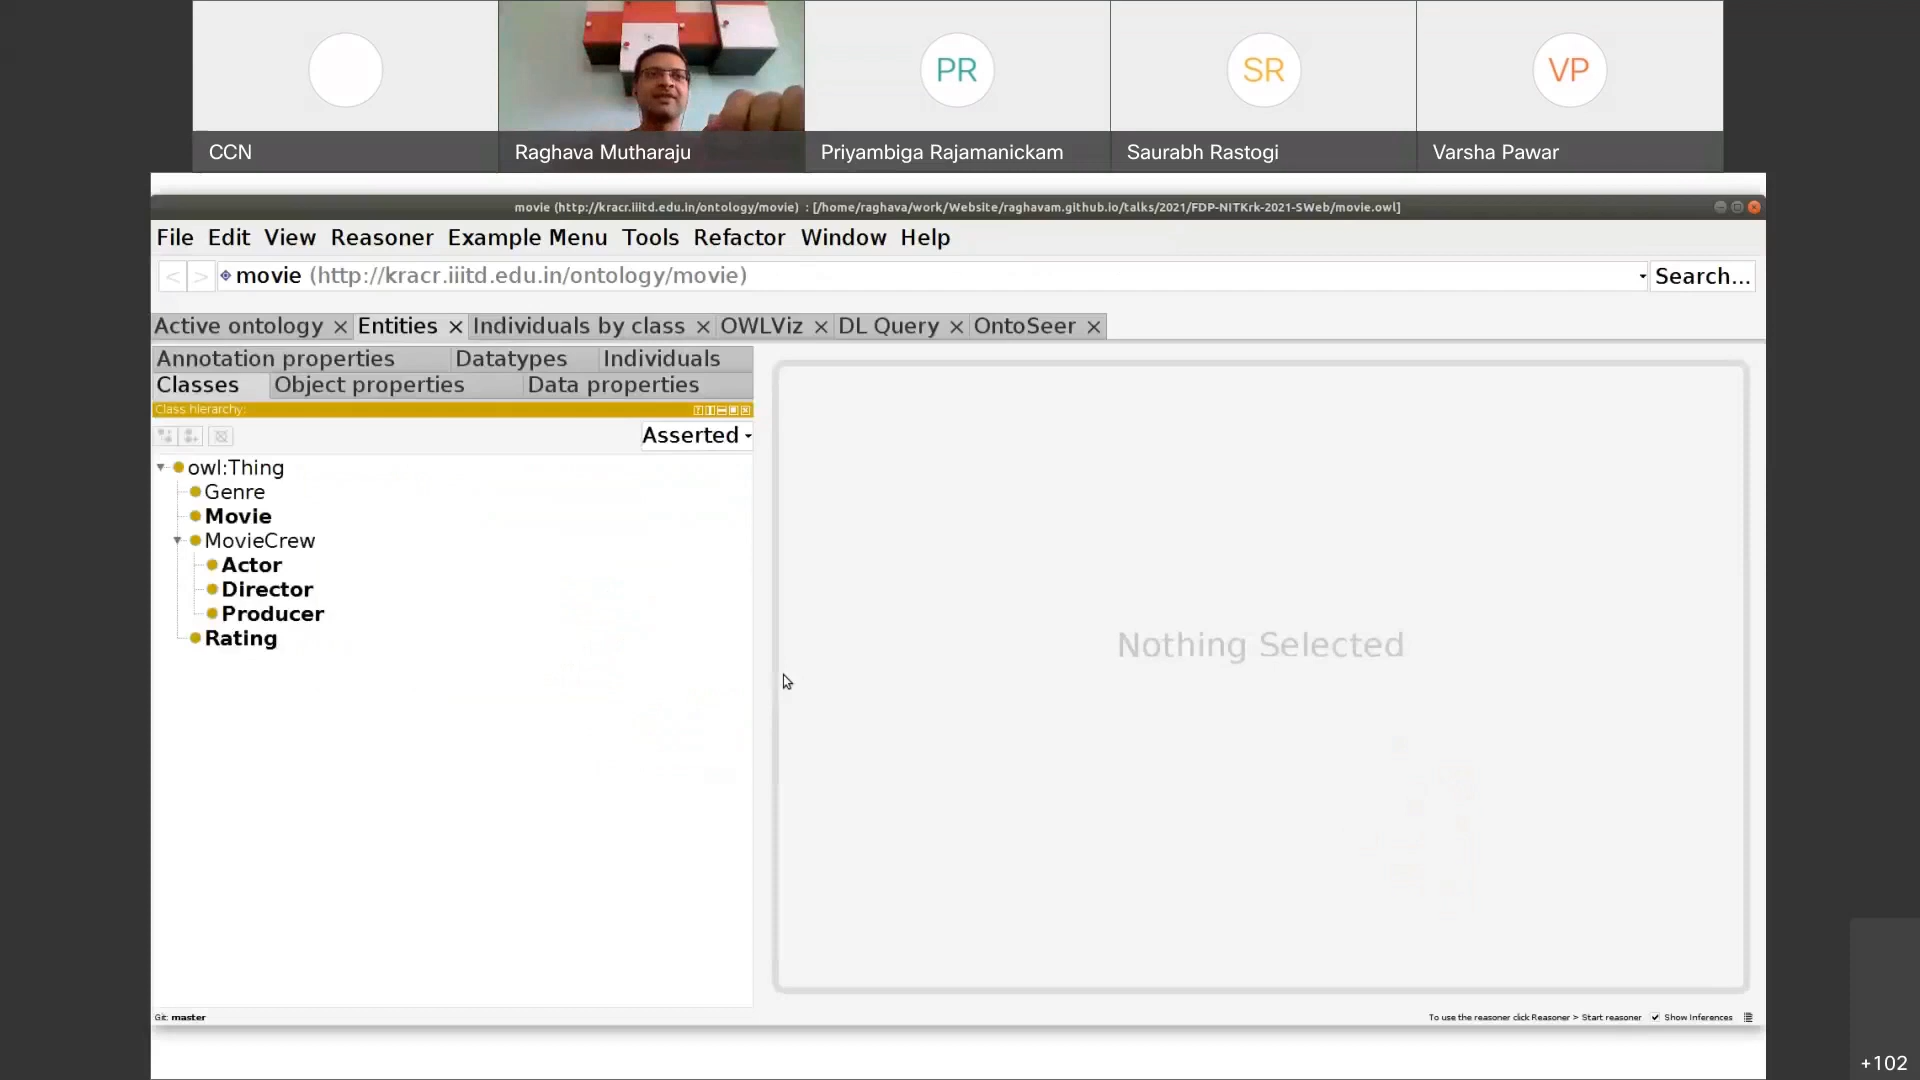 PR
SR
VP
CCN
Raghava Mutharaju
Priyambiga Rajamanickam
Saurabh Rastogi
Varsha Pawar
movie (http://kracr.iiitd.edu.in/ontology/movie) : [/home/raghava/work/Website/raghavam.github.io/talks/2021/FDP-NITKrk-2021-SWeb/movie.owl]
File Edit View Reasoner Example Menu Tools Refactor Window Help
< > movie (http://kracr.iiitd.edu.in/ontology/movie) Search...
Active ontology × Entities × Individuals by class × OWLViz × DL Query × OntoSeer ×
Annotation properties Datatypes Individuals
Classes Object properties Data properties
Class hierarchy:
Asserted
owl:Thing
Genre
Movie
MovieCrew
Actor
Director
Producer
Rating
Nothing Selected
Git: master
To use the reasoner click Reasoner > Start reasoner Show Inferences
+102